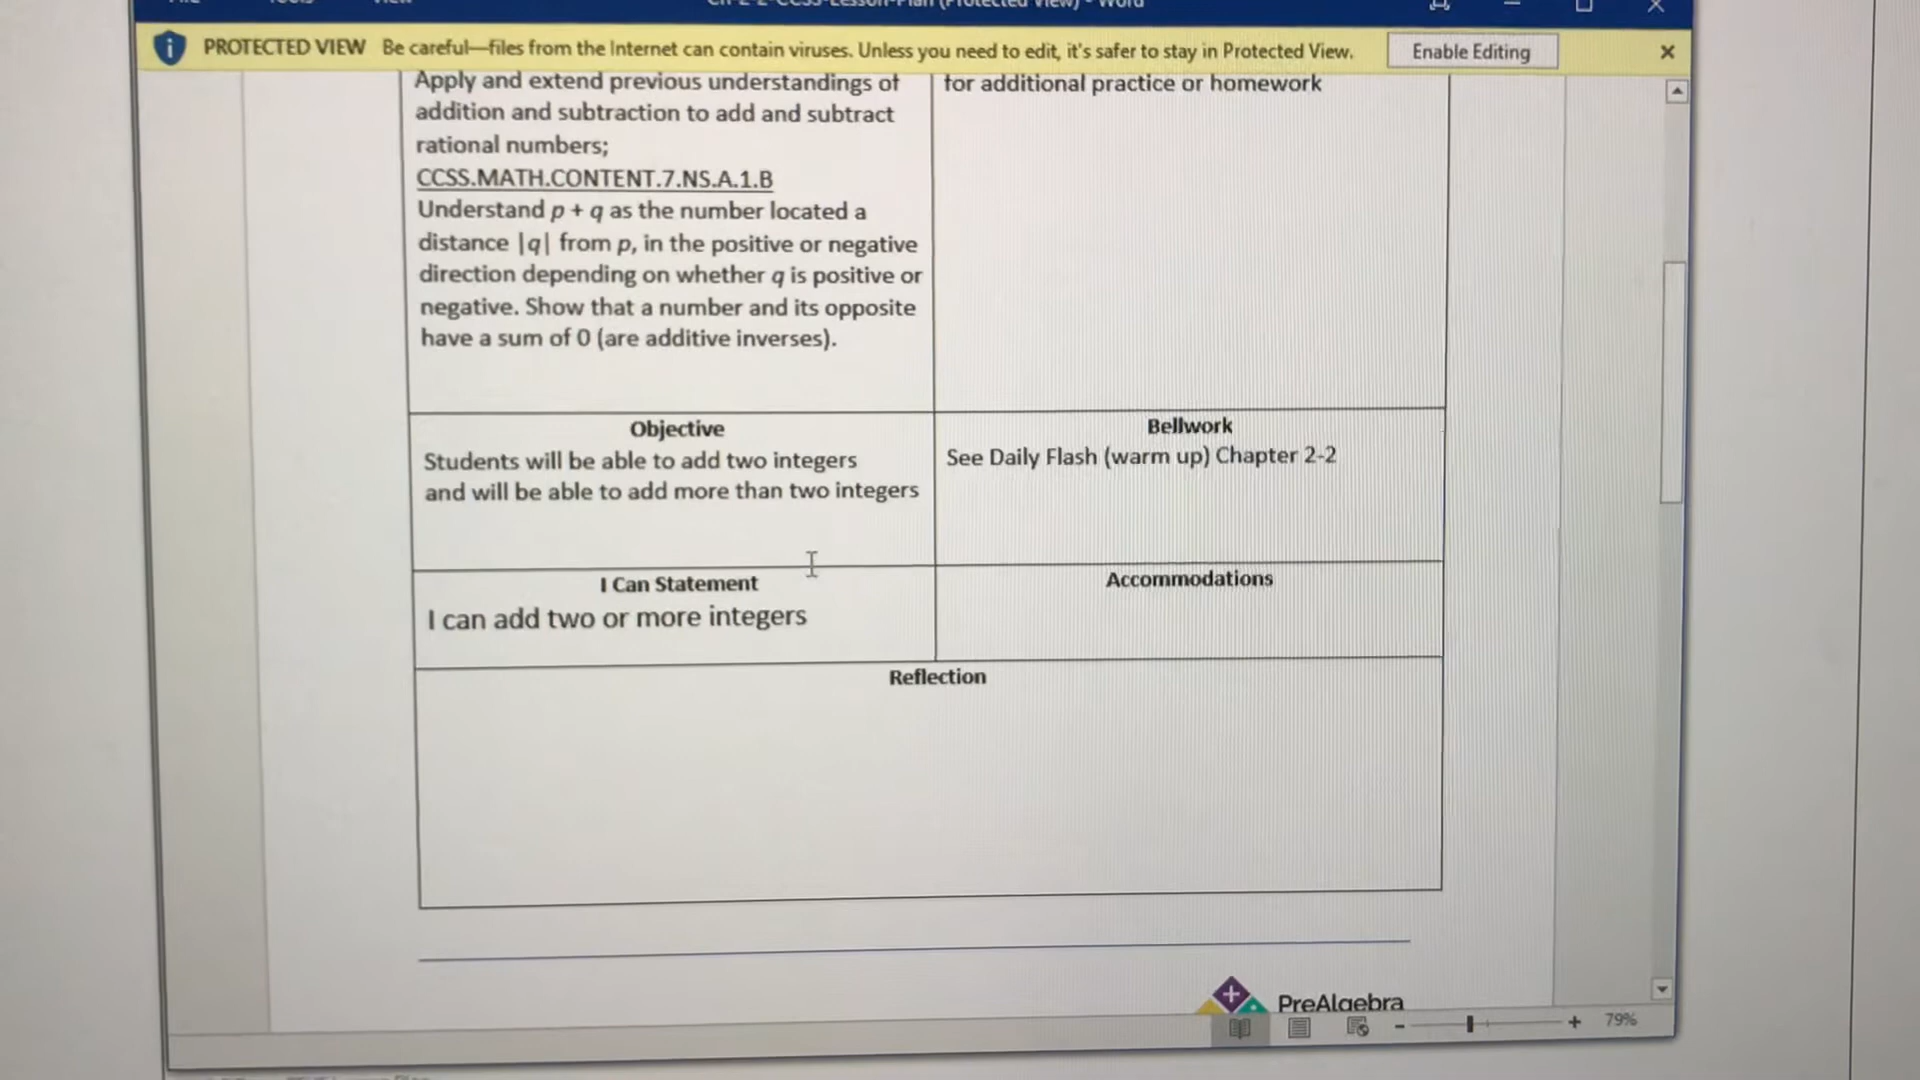 PROTECTED VIEW Be careful—files from the Internet can contain viruses. Unless you need to edit, it's safer to stay in Protected View. Enable Editing
Apply and extend previous understandings of
addition and subtraction to add and subtract
rational numbers;
CCSS.MATH.CONTENT.7.NS.A.1.B
Understand p + q as the number located a
distance |q| from p, in the positive or negative
direction depending on whether q is positive or
negative. Show that a number and its opposite
have a sum of 0 (are additive inverses).
for additional practice or homework
Objective
Students will be able to add two integers
and will be able to add more than two integers
Bellwork
See Daily Flash (warm up) Chapter 2-2
I Can Statement
I can add two or more integers
Accommodations
Reflection
PreAlgebra
79%